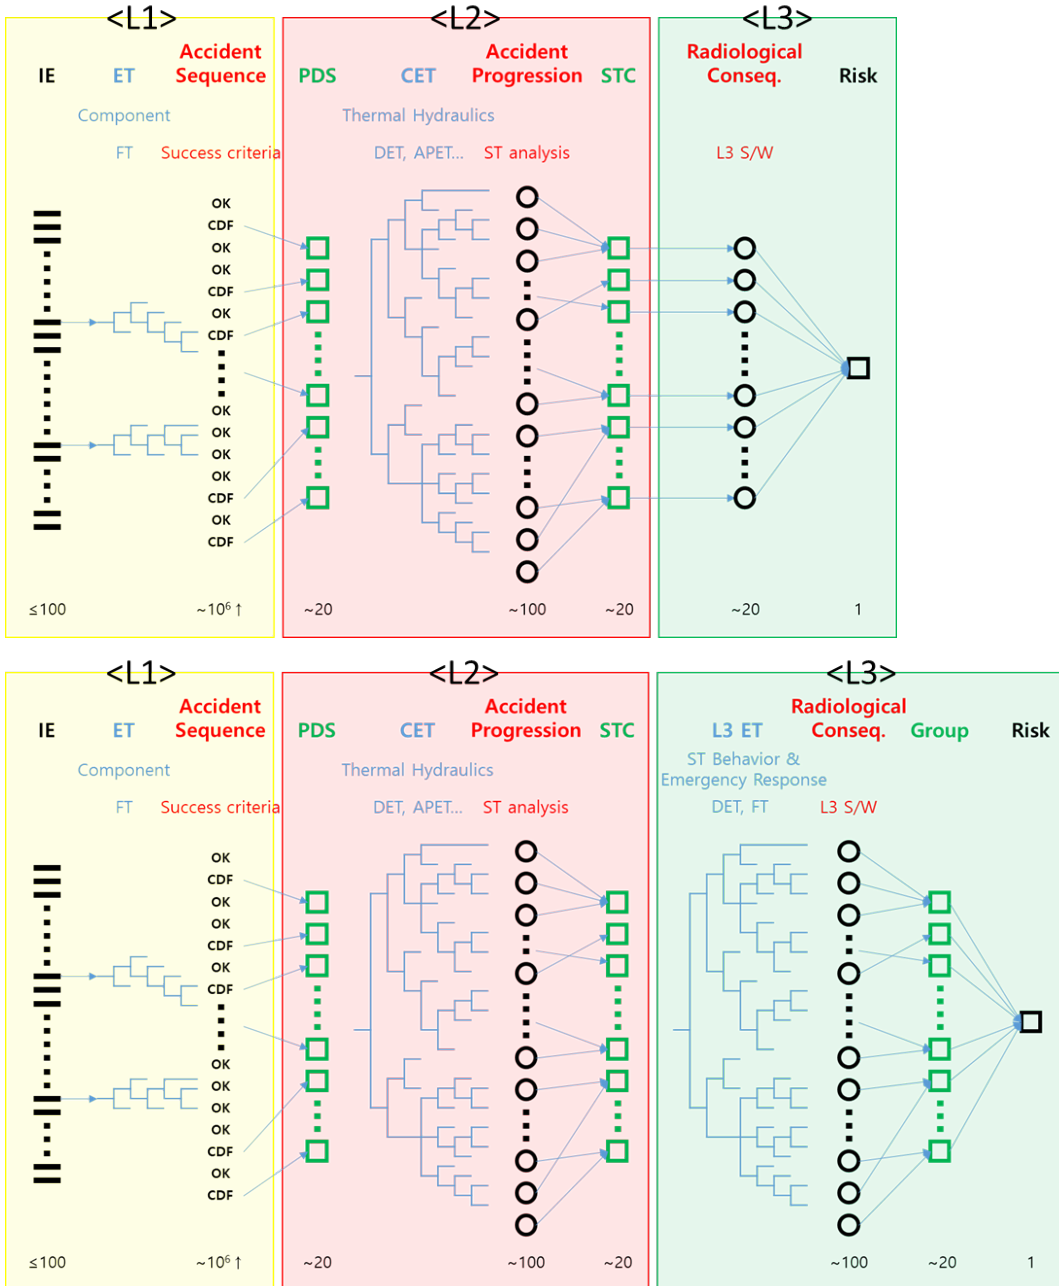 <L1> <L2> <L3>
Accident Accident Radiological
IE ET Sequence PDS CET Progression STC Conseq. Risk
Component Thermal Hydraulics
FT Success criteria DET, APET... ST analysis L3 S/W
OK
CDF
OK
OK
CDF
OK
CDF
OK
OK
OK
OK
CDF
OK
CDF
≤100 ~10⁶ ↑ ~20 ~100 ~20 ~20 1
<L1> <L2> <L3>
Accident Accident Radiological
IE ET Sequence PDS CET Progression STC L3 ET Conseq. Group Risk
ST Behavior &
Component Thermal Hydraulics Emergency Response
FT Success criteria DET, APET... ST analysis DET, FT L3 S/W
OK
CDF
OK
OK
CDF
OK
CDF
OK
OK
OK
OK
CDF
OK
CDF
≤100 ~10⁶ ↑ ~20 ~100 ~20 ~100 ~20 1